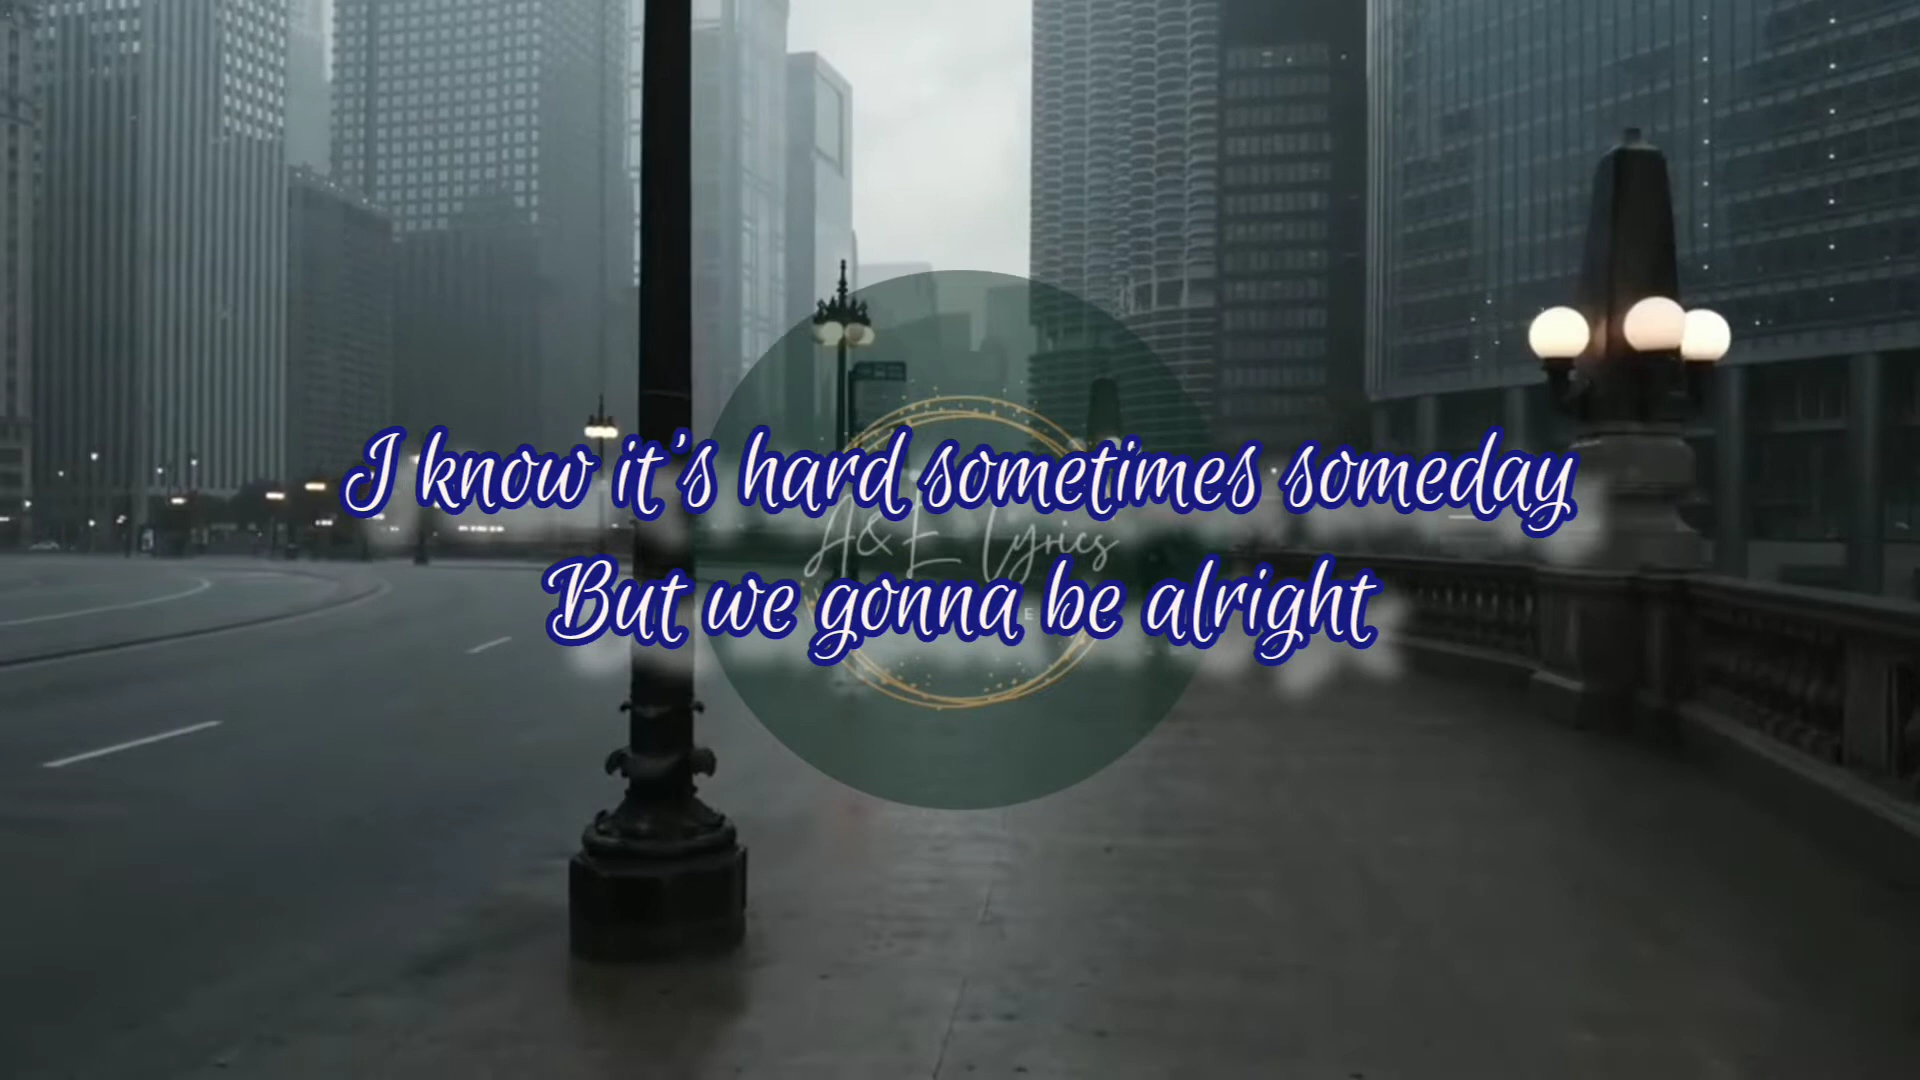 I know it's hard sometimes someday
A&E Lyrics
But we gonna be alright